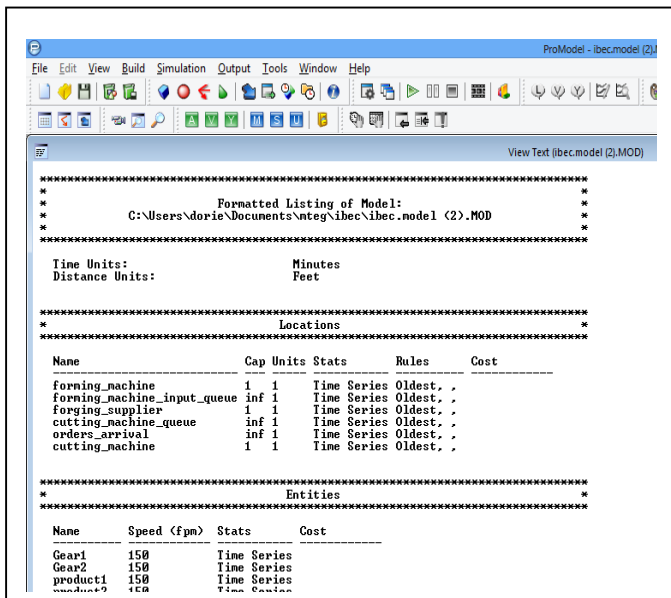 ProModel - ibec.model (2).
File Edit View Build Simulation Output Tools Window Help
View Text (ibec.model (2).MOD)
********************************************************************************
* *
* Formatted Listing of Model: *
* C:\Users\dorie\Documents\mteg\ibec\ibec.model (2).MOD *
* *
********************************************************************************
Time Units: Minutes
Distance Units: Feet
********************************************************************************
* Locations *
********************************************************************************
Name Cap Units Stats Rules Cost
forming_machine 1 1 Time Series Oldest, ,
forming_machine_input_queue inf 1 Time Series Oldest, ,
forging_supplier 1 1 Time Series Oldest, ,
cutting_machine_queue inf 1 Time Series Oldest, ,
orders_arrival inf 1 Time Series Oldest, ,
cutting_machine 1 1 Time Series Oldest, ,
********************************************************************************
* Entities *
********************************************************************************
Name Speed (fpm) Stats Cost
Gear1 150 Time Series
Gear2 150 Time Series
product1 150 Time Series
product2 150 Time Series